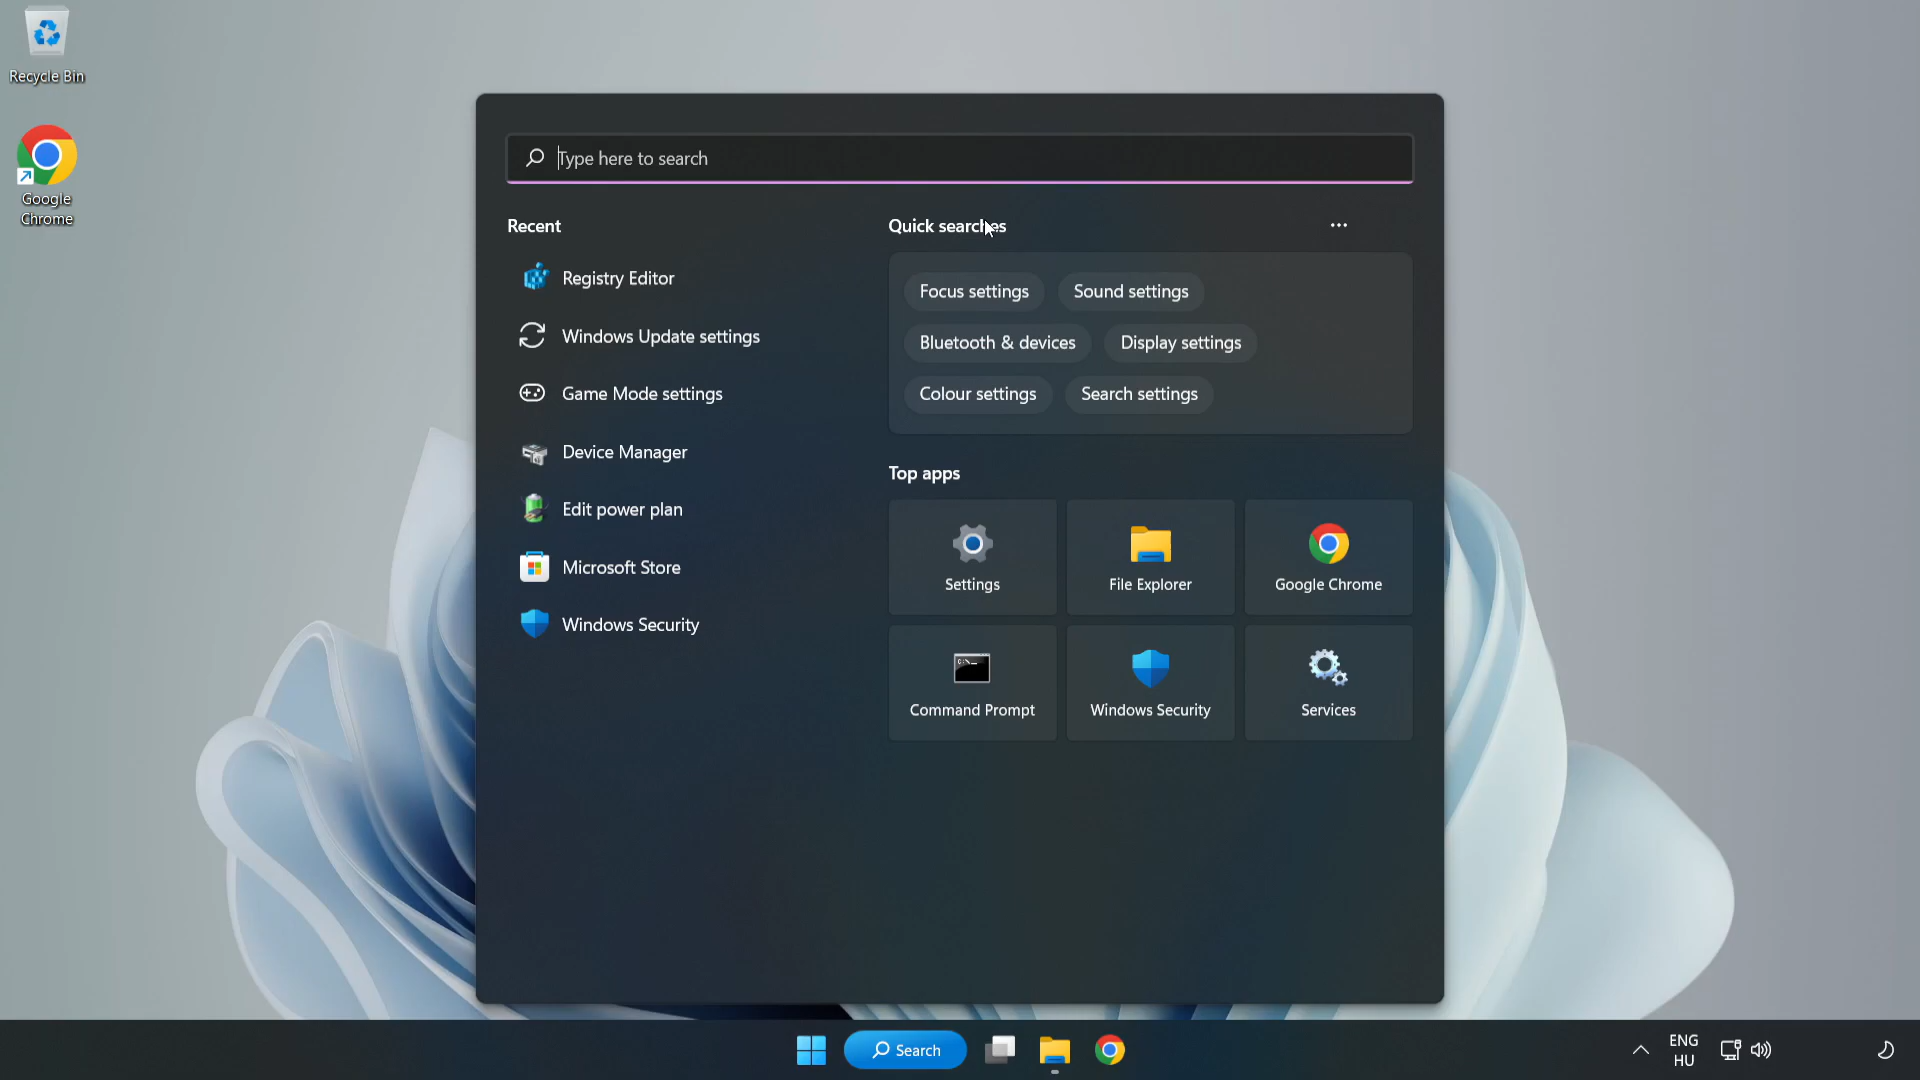 Recycle Bin
Google
Chrome
Type here to search
Recent
Registry Editor
Windows Update settings
Game Mode settings
Device Manager
Edit power plan
Microsoft Store
Windows Security
Quick searches
Focus settings
Sound settings
Bluetooth & devices
Display settings
Colour settings
Search settings
Top apps
Settings
File Explorer
Google Chrome
Command Prompt
Windows Security
Services
Search
ENG
HU